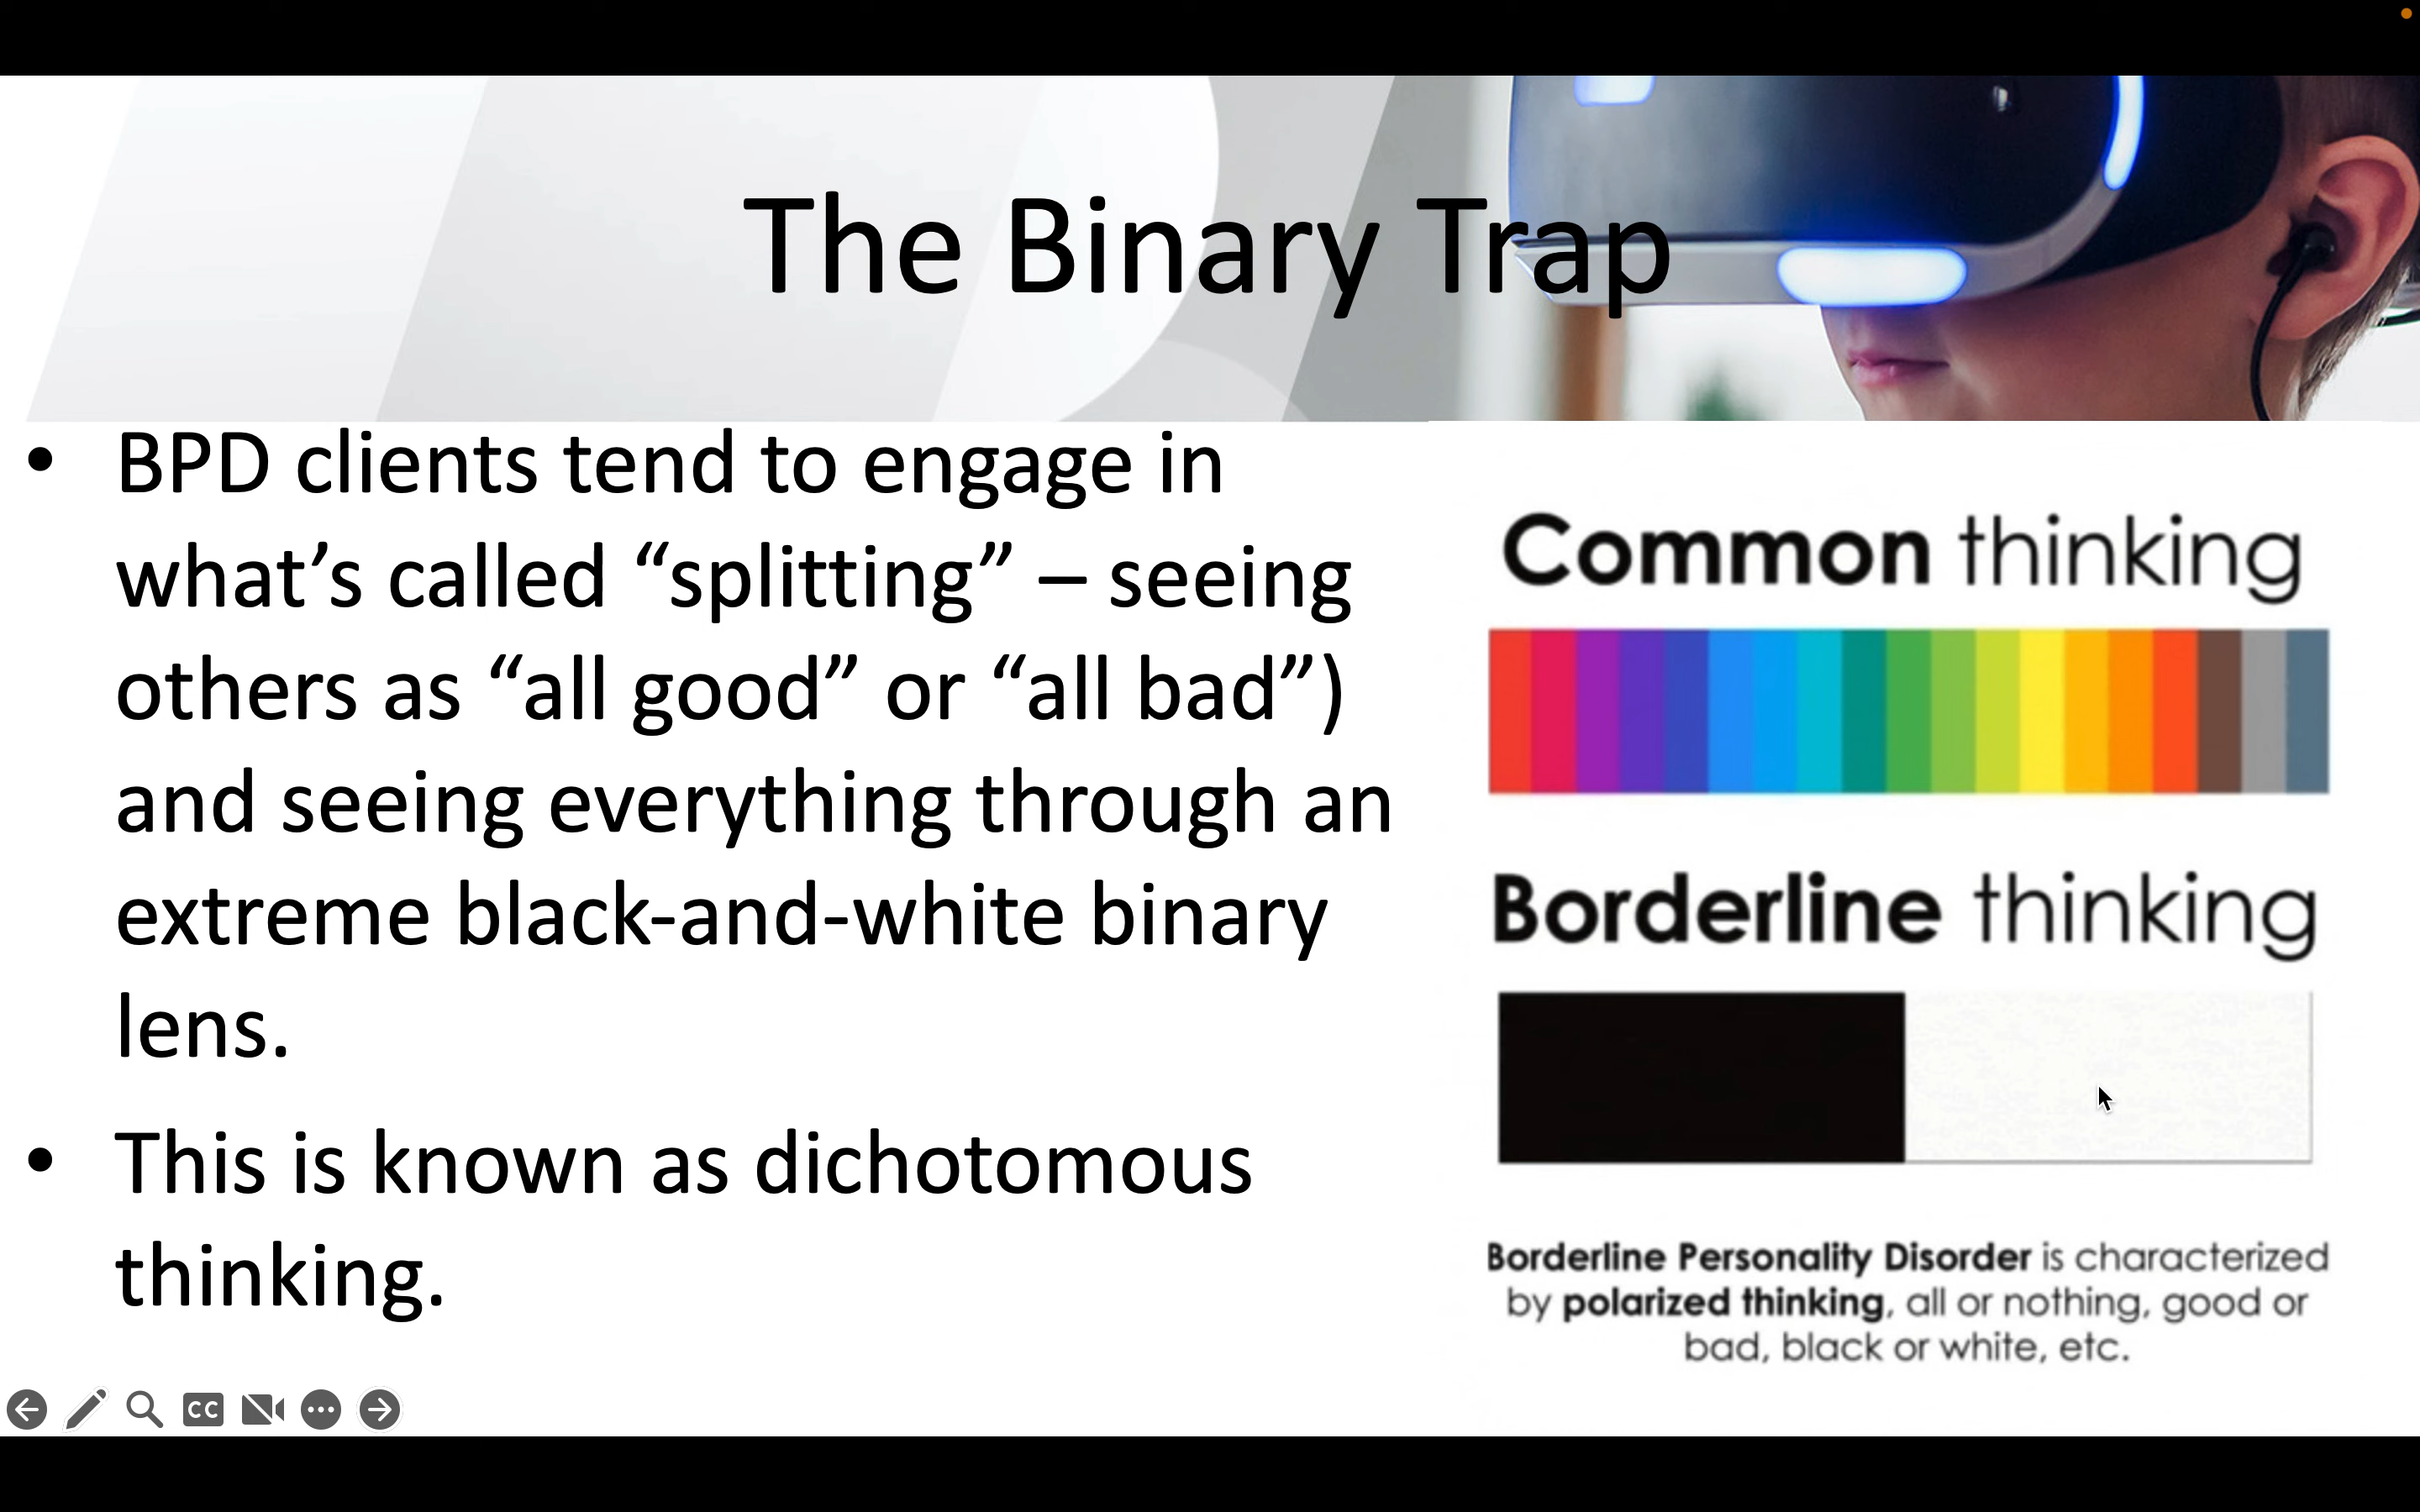 The Binary Trap
• BPD clients tend to engage in
what’s called “splitting” – seeing
others as “all good” or “all bad”)
and seeing everything through an
extreme black-and-white binary
lens.
• This is known as dichotomous
thinking.
Common thinking
Borderline thinking
Borderline Personality Disorder is characterized
by polarized thinking, all or nothing, good or
bad, black or white, etc.
CC